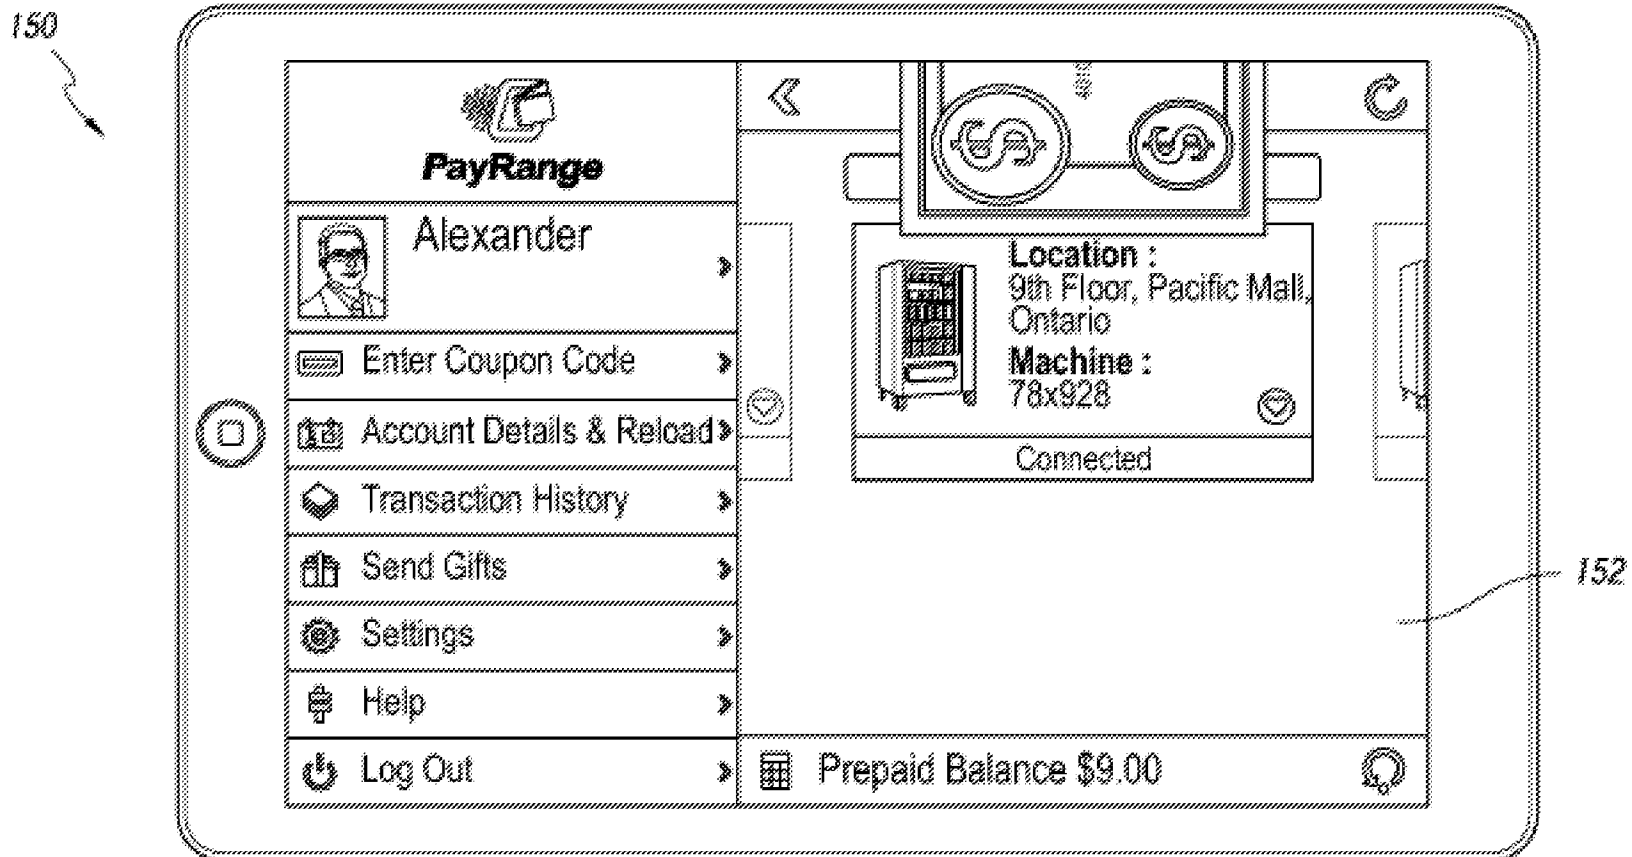 150
PayRange
Alexander
Enter Coupon Code
Account Details & Reload
Transaction History
Send Gifts
Settings
Help
Log Out
Location :
9th Floor, Pacific Mall,
Ontario
Machine :
78x928
Connected
152
Prepaid Balance $9.00